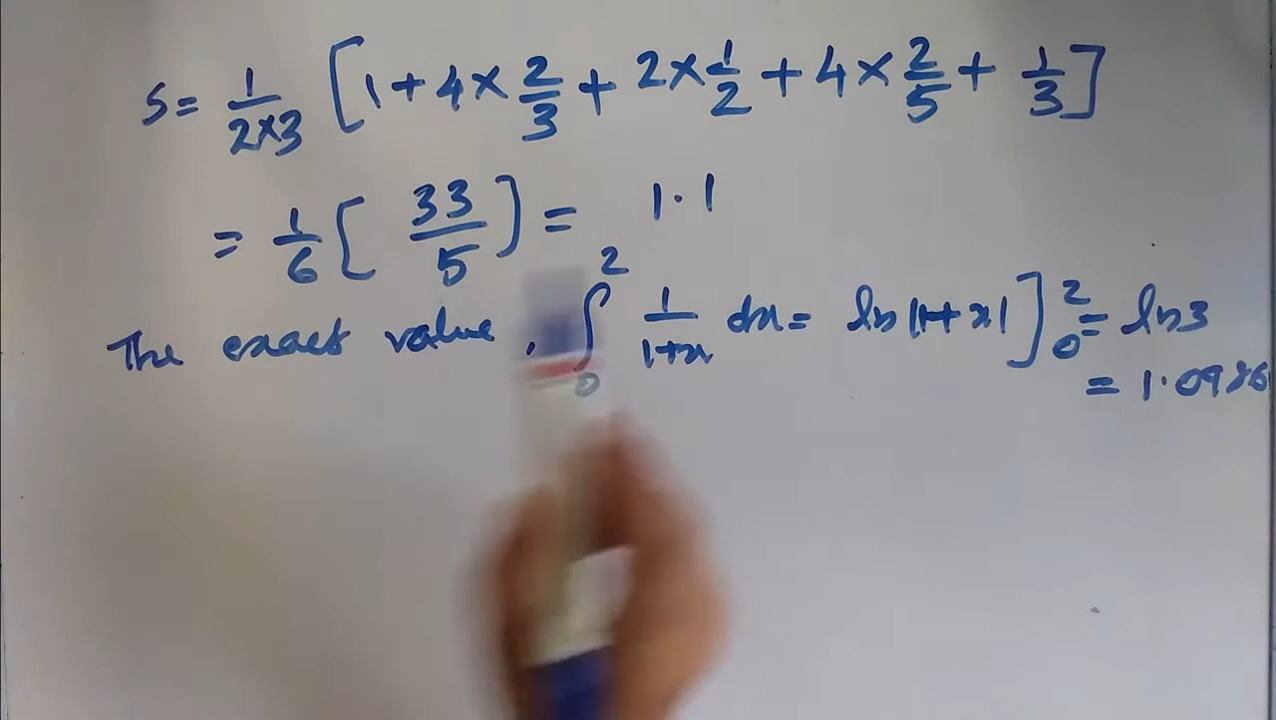 S = 1/(2×3) [1 + 4 × 2/3 + 2 × 1/2 + 4 × 2/5 + 1/3]
= 1/6 [33/5] = 1.1
The exact value, ∫₀² 1/(1+x) dx = ln|1+x|]₀² = ln3
= 1.0986